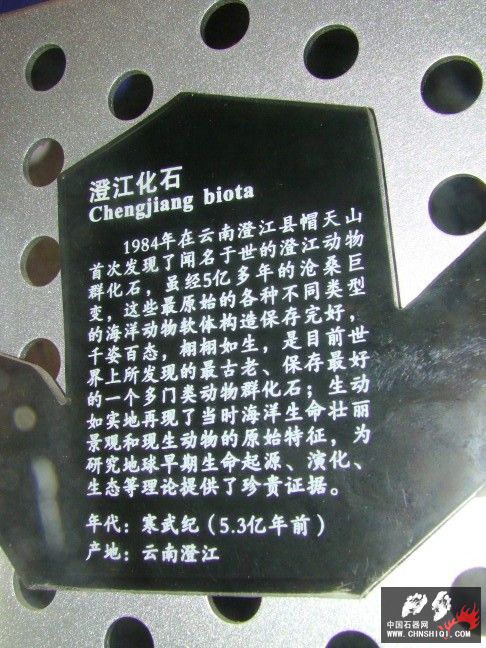 澄江化石
Chengjiang biota
1984年在云南澄江县帽天山
首次发现了闻名于世的澄江动物
群化石，虽经5亿多年的沧桑巨
变，这些最原始的各种不同类型
的海洋动物软体构造保存完好，
千姿百态，栩栩如生，是目前世
界上所发现的最古老、保存最好
的一个多门类动物群化石；生动
如实地再现了当时海洋生命壮丽
景观和现生动物的原始特征，为
研究地球早期生命起源、演化、
生态等理论提供了珍贵证据。
年代：寒武纪（5.3亿年前）
产地：云南澄江
中国石器网
WWW.CHNSHIQI.COM